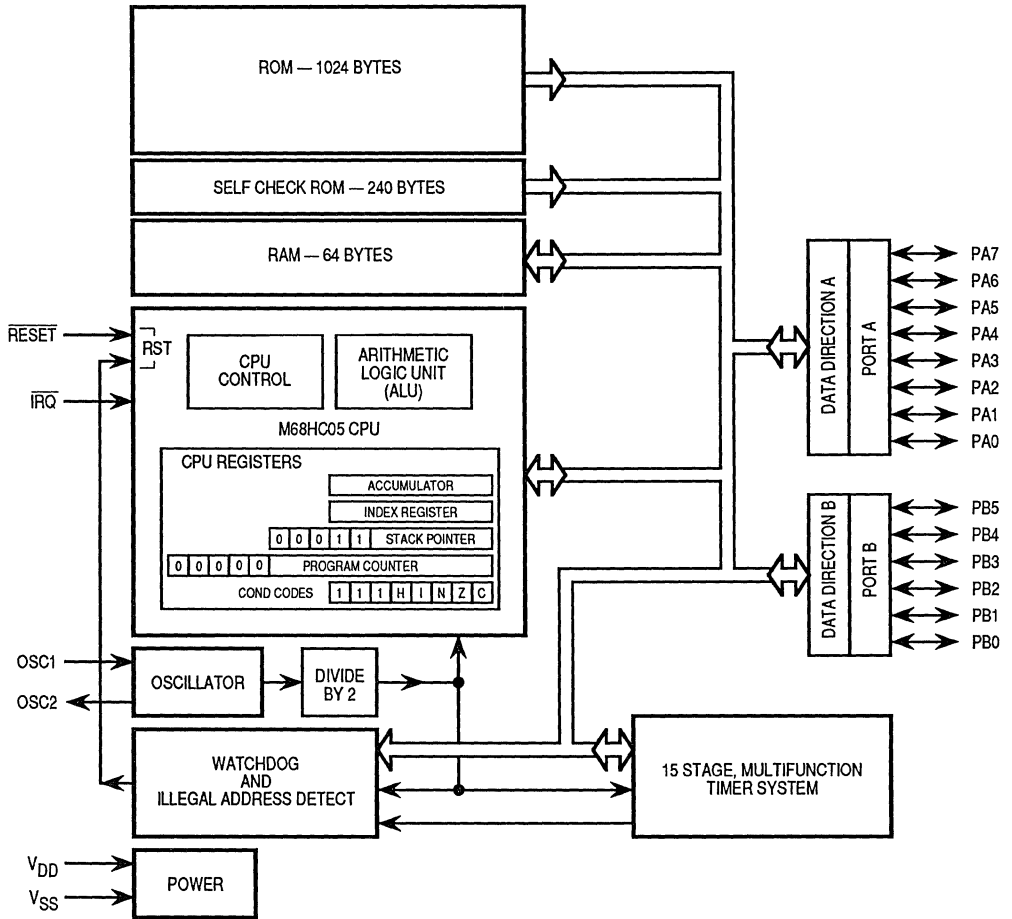 ROM — 1024 BYTES
SELF CHECK ROM — 240 BYTES
RAM — 64 BYTES
RESET
RST
IRQ
CPU
CONTROL
ARITHMETIC
LOGIC UNIT
(ALU)
M68HC05 CPU
CPU REGISTERS
ACCUMULATOR
INDEX REGISTER
0 0 0 1 1 STACK POINTER
0 0 0 0 0 PROGRAM COUNTER
COND CODES 1 1 1 H I N Z C
DATA DIRECTION A
PORT A
PA7
PA6
PA5
PA4
PA3
PA2
PA1
PA0
DATA DIRECTION B
PORT B
PB5
PB4
PB3
PB2
PB1
PB0
OSC1
OSC2
OSCILLATOR
DIVIDE
BY 2
WATCHDOG
AND
ILLEGAL ADDRESS DETECT
15 STAGE, MULTIFUNCTION
TIMER SYSTEM
VDD
VSS
POWER